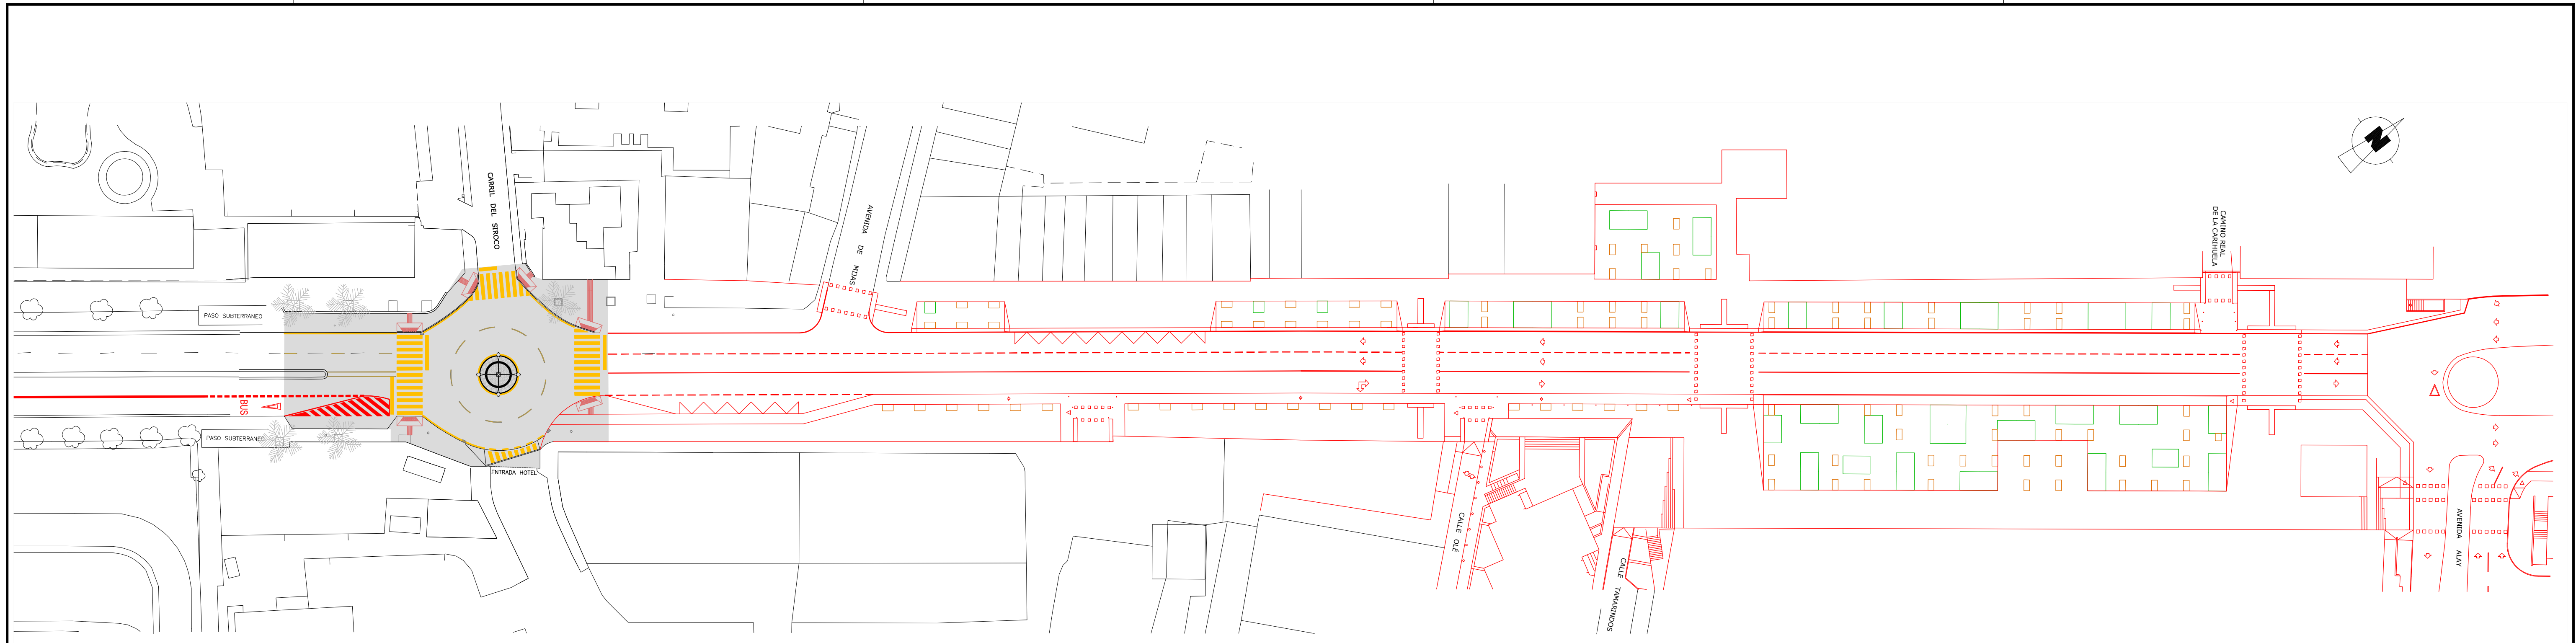 CARRIL DEL SIROCO
AVENIDA DE MIJAS
CAMINO REAL
DE LA CARIHUELA
N
PASO SUBTERRANEO
BUS
PASO SUBTERRANEO
ENTRADA HOTEL
CALLE OLÉ
CALLE TAMARINDOS
AVENIDA ALAY